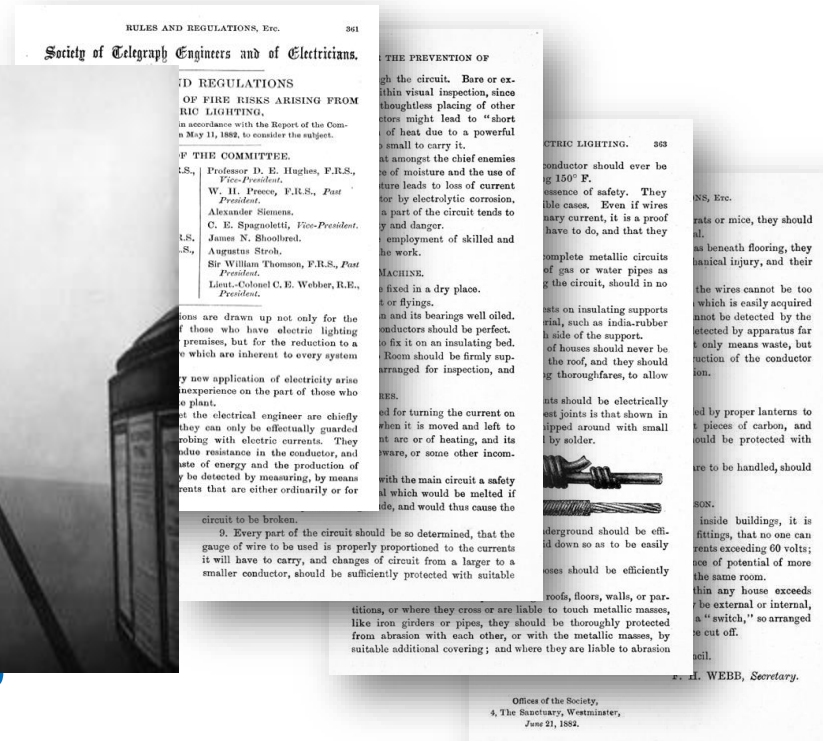 RULES AND REGULATIONS, Etc. 361
Society of Telegraph Engineers and of Electricians.
ND REGULATIONS
OF FIRE RISKS ARISING FROM
RIC LIGHTING,
in accordance with the Report of the Com-
May 11, 1882, to consider the subject.
F THE COMMITTEE.
R.S., Professor D. E. Hughes, F.R.S.,
Vice-President.
W. H. Preece, F.R.S., Past
President.
Alexander Siemens.
C. E. Spagnoletti, Vice-President.
R.S. James N. Shoolbred.
.S., Augustus Stroh.
Sir William Thomson, F.R.S., Past
President.
Lieut.-Colonel C. E. Webber, R.E.,
President.
ions are drawn up not only for the
f those who have electric lighting
premises, but for the reduction to a
e which are inherent to every system
ry new application of electricity arise
inexperience on the part of those who
e plant.
et the electrical engineer are chiefly
they can only be effectually guarded
robing with electric currents. They
ndue resistance in the conductor, and
aste of energy and the production of
y be detected by measuring, by means
rents that are either ordinarily or for
THE PREVENTION OF
gh the circuit. Bare or ex-
ithin visual inspection, since
thoughtless placing of other
ctors might lead to "short
of heat due to a powerful
small to carry it.
at amongst the chief enemies
e of moisture and the use of
ture leads to loss of current
tor by electrolytic corrosion,
a part of the circuit tends to
y and danger.
employment of skilled and
he work.
MACHINE.
e fixed in a dry place.
t or flyings.
n and its bearings well oiled.
onductors should be perfect.
o fix it on an insulating bed.
Room should be firmly sup-
arranged for inspection, and
RES.
ed for turning the current on
when it is moved and left to
nt arc or of heating, and its
ware, or some other incom-
with the main circuit a safety
al which would be melted if
de, and would thus cause the
circuit to be broken.
9. Every part of the circuit should be so determined, that the
gauge of wire to be used is properly proportioned to the currents
it will have to carry, and changes of circuit from a larger to a
smaller conductor, should be sufficiently protected with suitable
CTRIC LIGHTING. 363
onductor should ever be
g 150° F.
essence of safety. They
ible cases. Even if wires
nary current, it is a proof
have to do, and that they
omplete metallic circuits
of gas or water pipes as
g the circuit, should in no
ests on insulating supports
rial, such as india-rubber
h side of the support.
of houses should never be
the roof, and they should
ng thoroughfares, to allow
nts should be electrically
est joints is that shown in
ipped around with small
by solder.
derground should be effi-
id down so as to be easily
oses should be efficiently
roofs, floors, walls, or par-
titions, or where they cross or are liable to touch metallic masses,
like iron girders or pipes, they should be thoroughly protected
from abrasion with each other, or with the metallic masses, by
suitable additional covering; and where they are liable to abrasion
NS, Etc.
rats or mice, they should
al.
as beneath flooring, they
hanical injury, and their
the wires cannot be too
which is easily acquired
nnot be detected by the
etected by apparatus far
t only means waste, but
uction of the conductor
ion.
ed by proper lanterns to
t pieces of carbon, and
ould be protected with
re to be handled, should
SON.
inside buildings, it is
fittings, that no one can
rents exceeding 60 volts;
nce of potential of more
the same room.
thin any house exceeds
be external or internal,
a "switch," so arranged
e cut off.
ncil.
F. H. WEBB, Secretary.
Offices of the Society,
4, The Sanctuary, Westminster,
June 21, 1882.